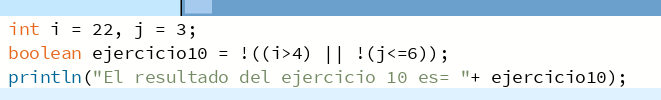 int i = 22, j = 3;
boolean ejercicio10 = !((i>4) || !(j<=6));
println("El resultado del ejercicio 10 es= "+ ejercicio10);